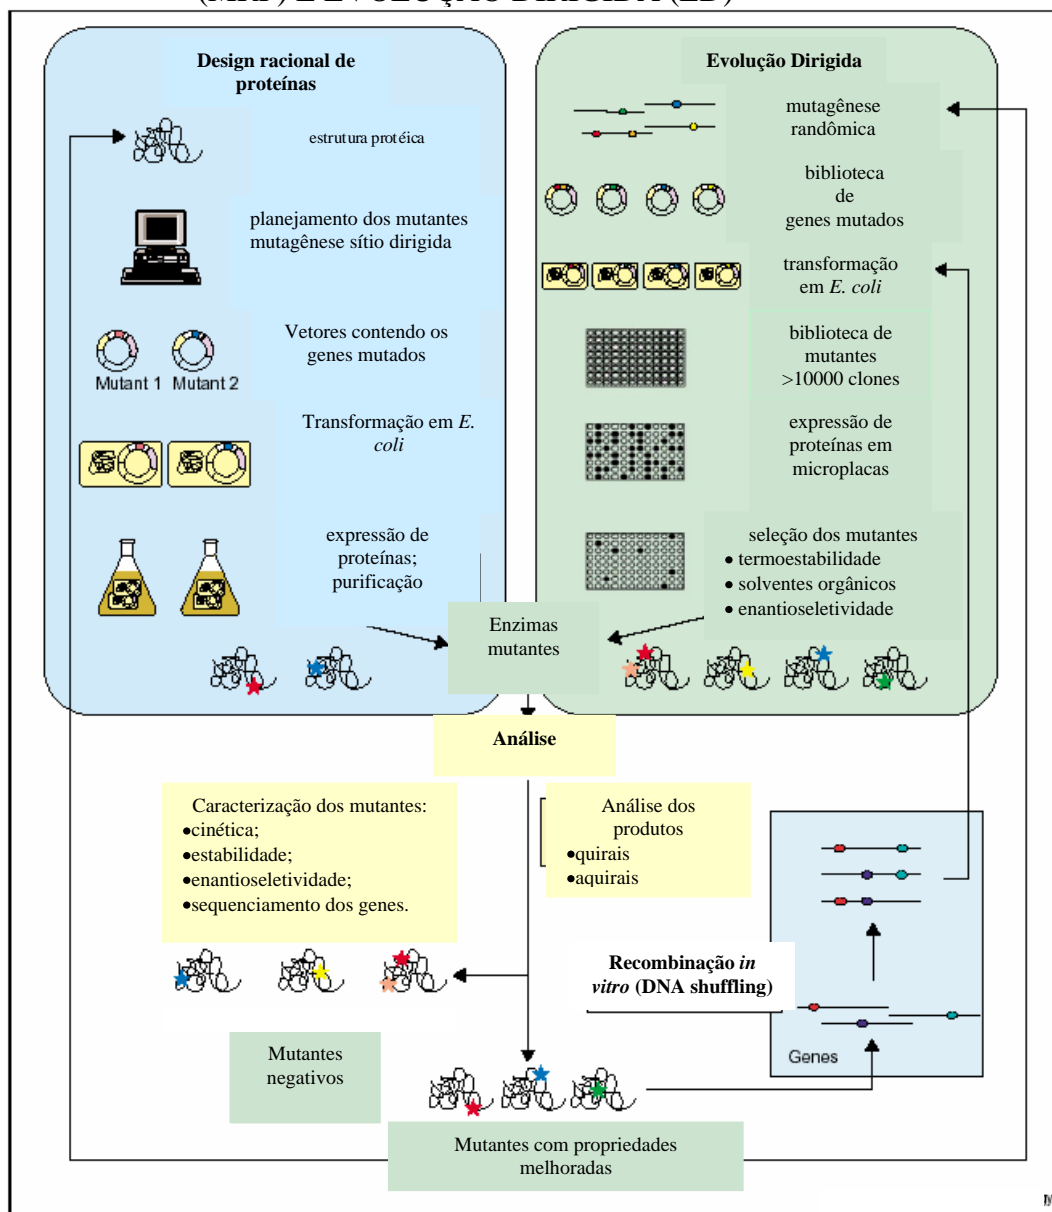 Design racional de
proteínas
estrutura protéica
planejamento dos mutantes
mutagênese sítio dirigida
Vetores contendo os
genes mutados
Mutant 1 Mutant 2
Transformação em E.
coli
expressão de
proteínas;
purificação
Evolução Dirigida
mutagênese
randômica
biblioteca
de
genes mutados
transformação
em E. coli
biblioteca de
mutantes
>10000 clones
expressão de
proteínas em
microplacas
seleção dos mutantes
• termoestabilidade
• solventes orgânicos
• enantioseletividade
Enzimas
mutantes
Análise
Caracterização dos mutantes:
•cinética;
•estabilidade;
•enantioseletividade;
•sequenciamento dos genes.
Análise dos
produtos
•quirais
•aquirais
Recombinação in
vitro (DNA shuffling)
Genes
Mutantes
negativos
Mutantes com propriedades
melhoradas